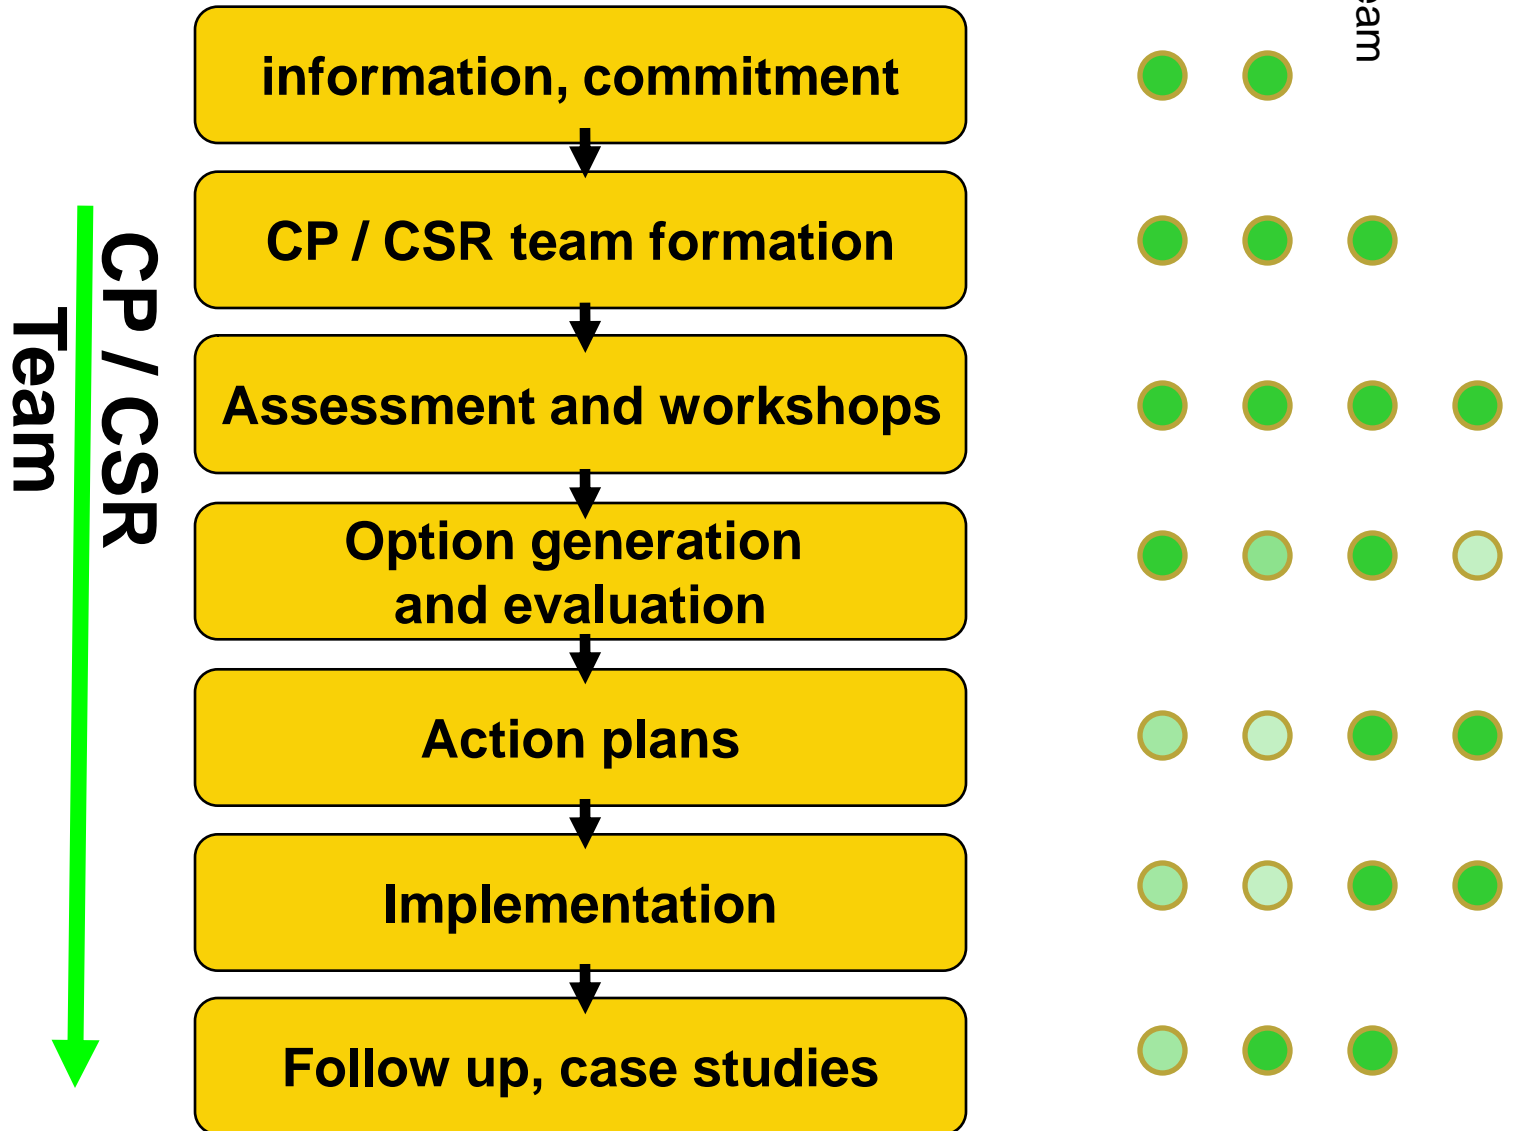 information, commitment
CP / CSR team formation
Assessment and workshops
Option generation
and evaluation
Action plans
Implementation
Follow up, case studies
CP / CSR
Team